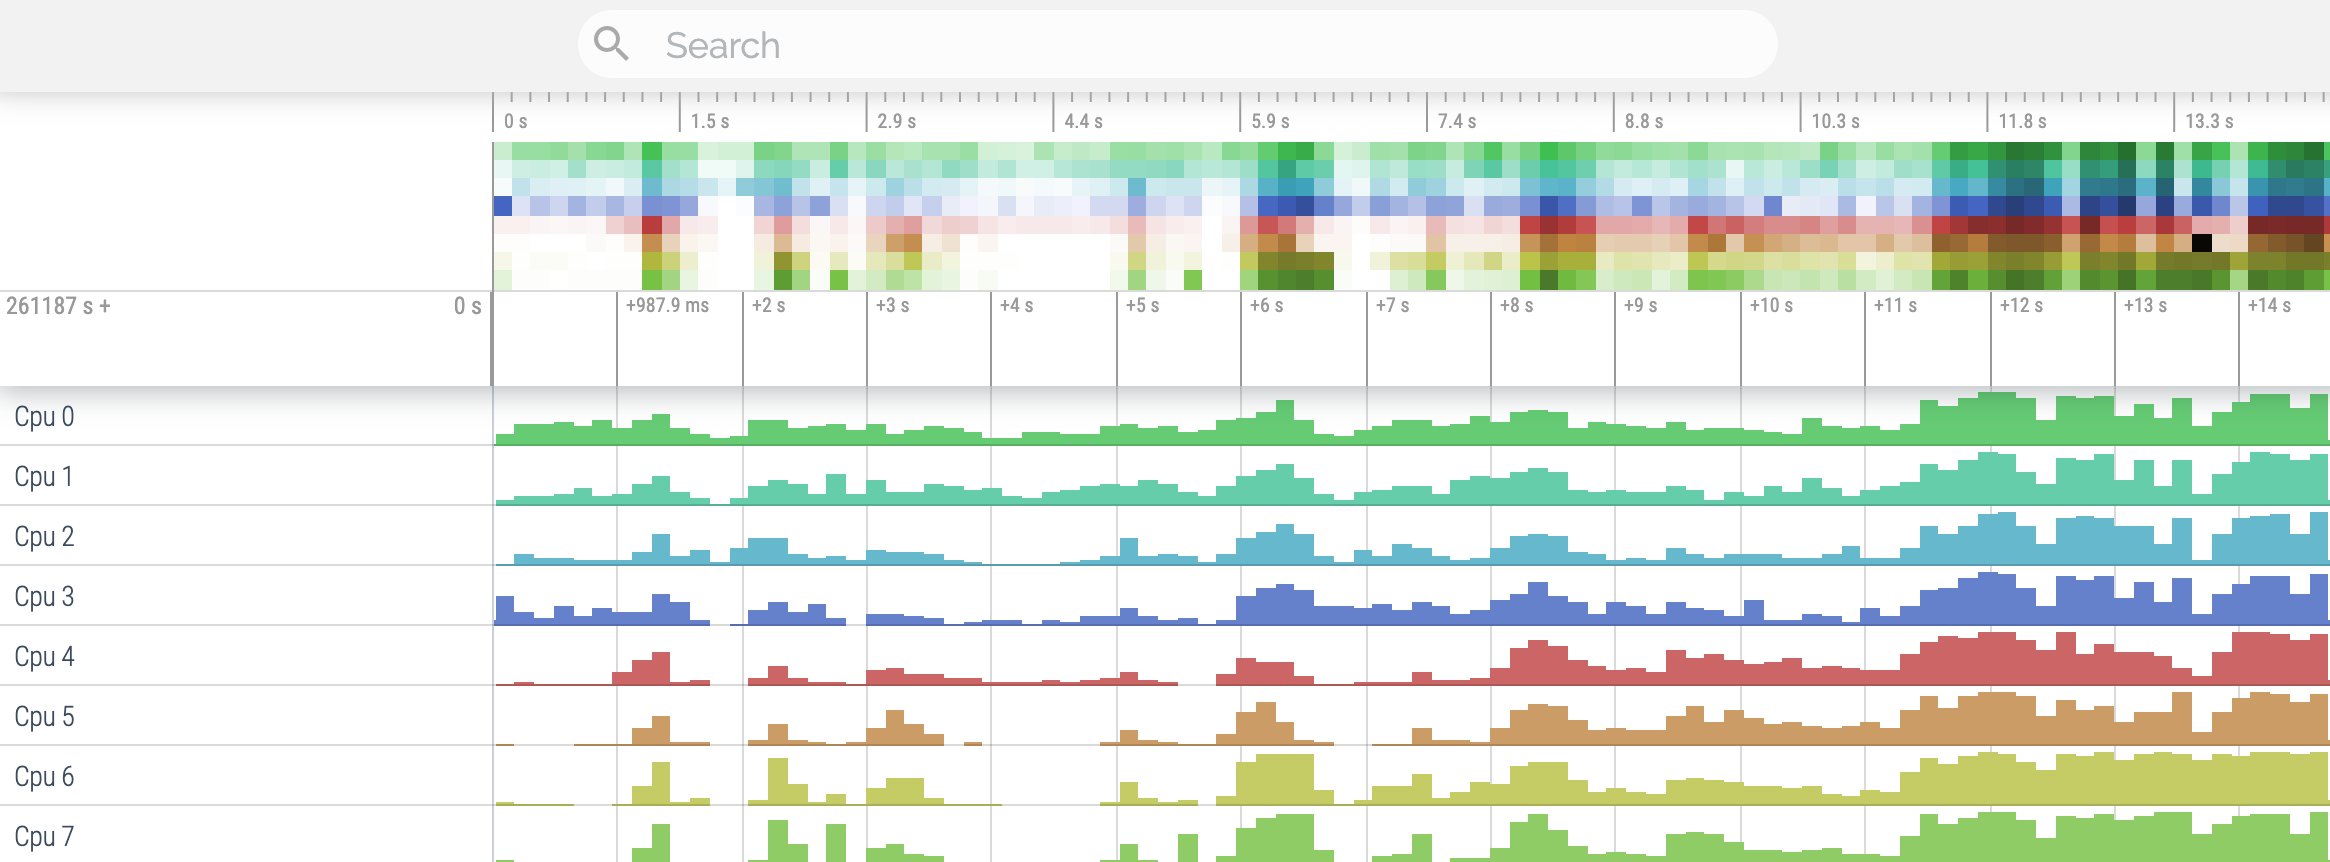 Search
0 s 1.5 s 2.9 s 4.4 s 5.9 s 7.4 s 8.8 s 10.3 s 11.8 s 13.3 s
261187 s + 0 s +987.9 ms +2 s +3 s +4 s +5 s +6 s +7 s +8 s +9 s +10 s +11 s +12 s +13 s +14 s
Cpu 0
Cpu 1
Cpu 2
Cpu 3
Cpu 4
Cpu 5
Cpu 6
Cpu 7